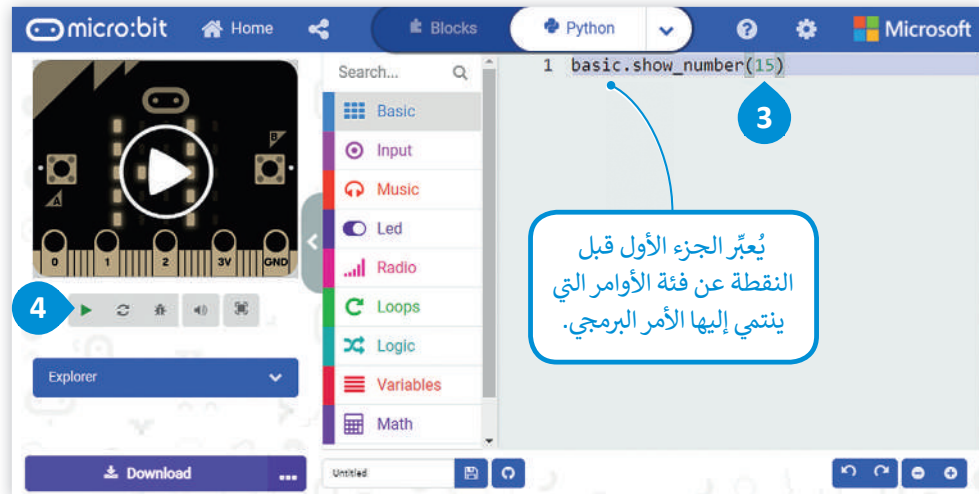 micro:bit Home Blocks Python Microsoft
Search...
Basic
Input
Music
Led
Radio
Loops
Logic
Variables
Math
1 basic.show_number(15)
3
يُعبِّر الجزء الأول قبل
النقطة عن فئة الأوامر التي
ينتمي إليها الأمر البرمجي.
A
B
0 1 2 3V GND
4
Explorer
Download
Untitled